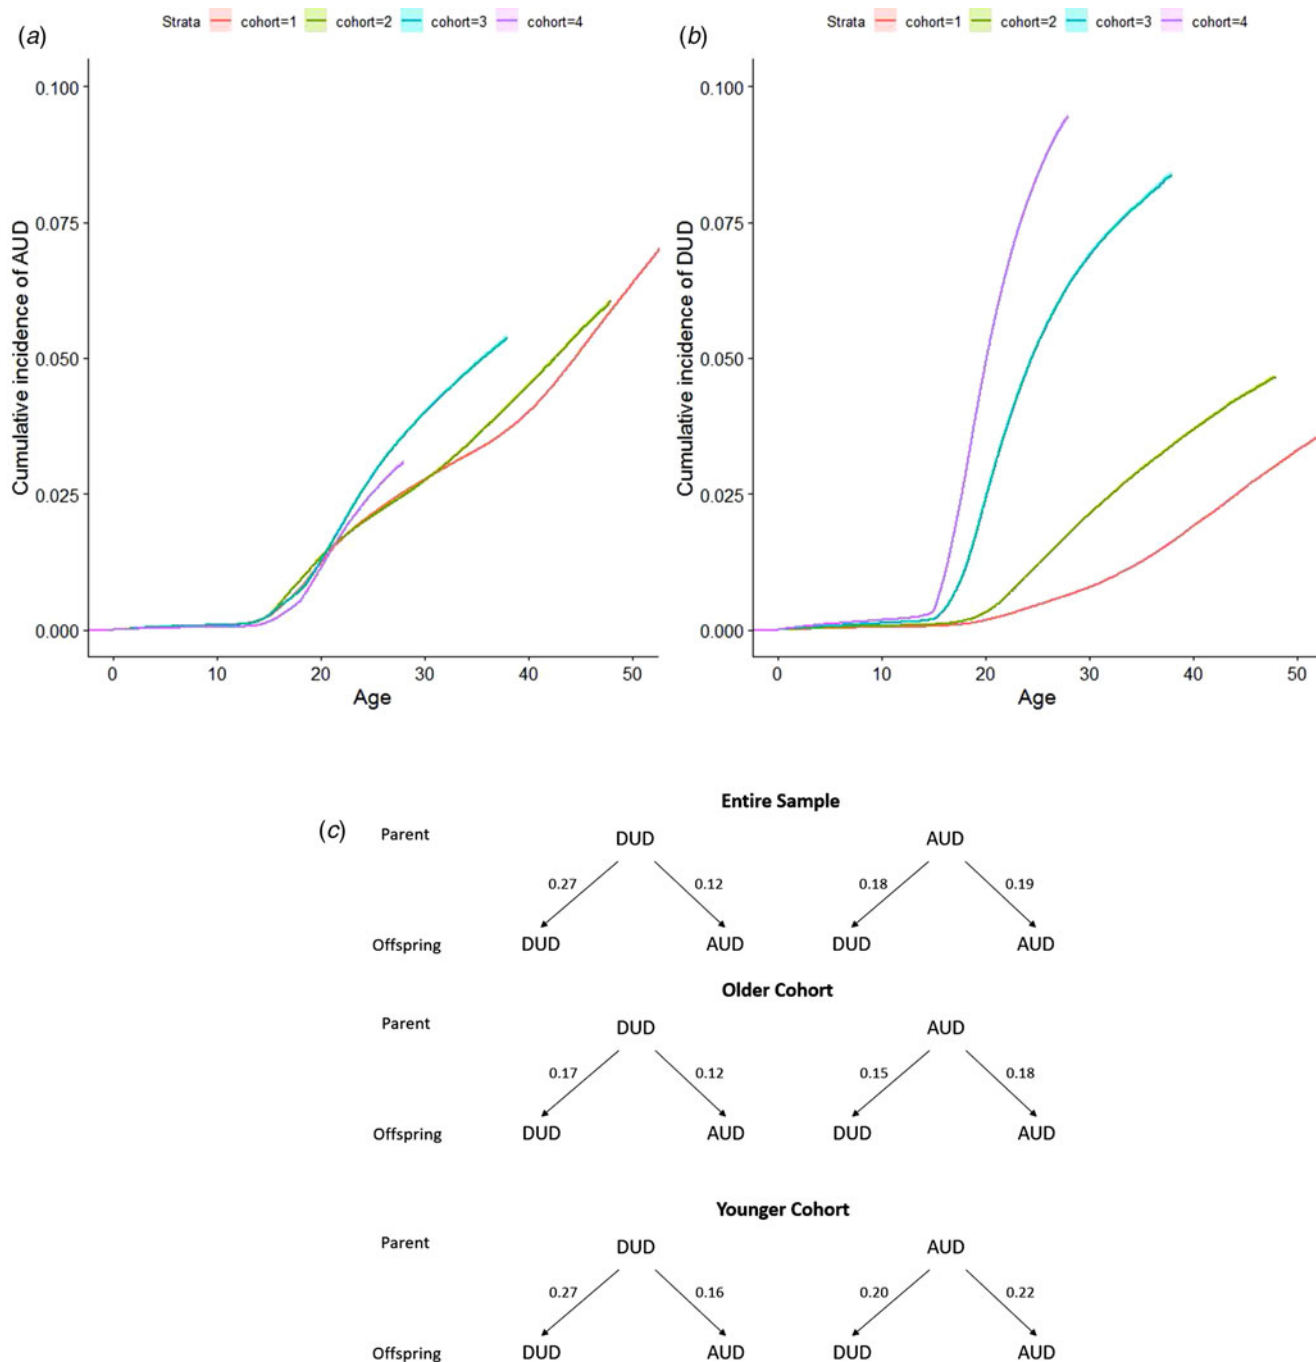 Strata cohort=1 cohort=2 cohort=3 cohort=4
(a)
0.100
0.075
0.050
0.025
0.000
Cumulative incidence of AUD
0 10 20 30 40 50
Age
Strata cohort=1 cohort=2 cohort=3 cohort=4
(b)
0.100
0.075
0.050
0.025
0.000
Cumulative incidence of DUD
0 10 20 30 40 50
Age
(c)
Entire Sample
Parent DUD AUD
0.27 0.12 0.18 0.19
Offspring DUD AUD DUD AUD
Older Cohort
Parent DUD AUD
0.17 0.12 0.15 0.18
Offspring DUD AUD DUD AUD
Younger Cohort
Parent DUD AUD
0.27 0.16 0.20 0.22
Offspring DUD AUD DUD AUD